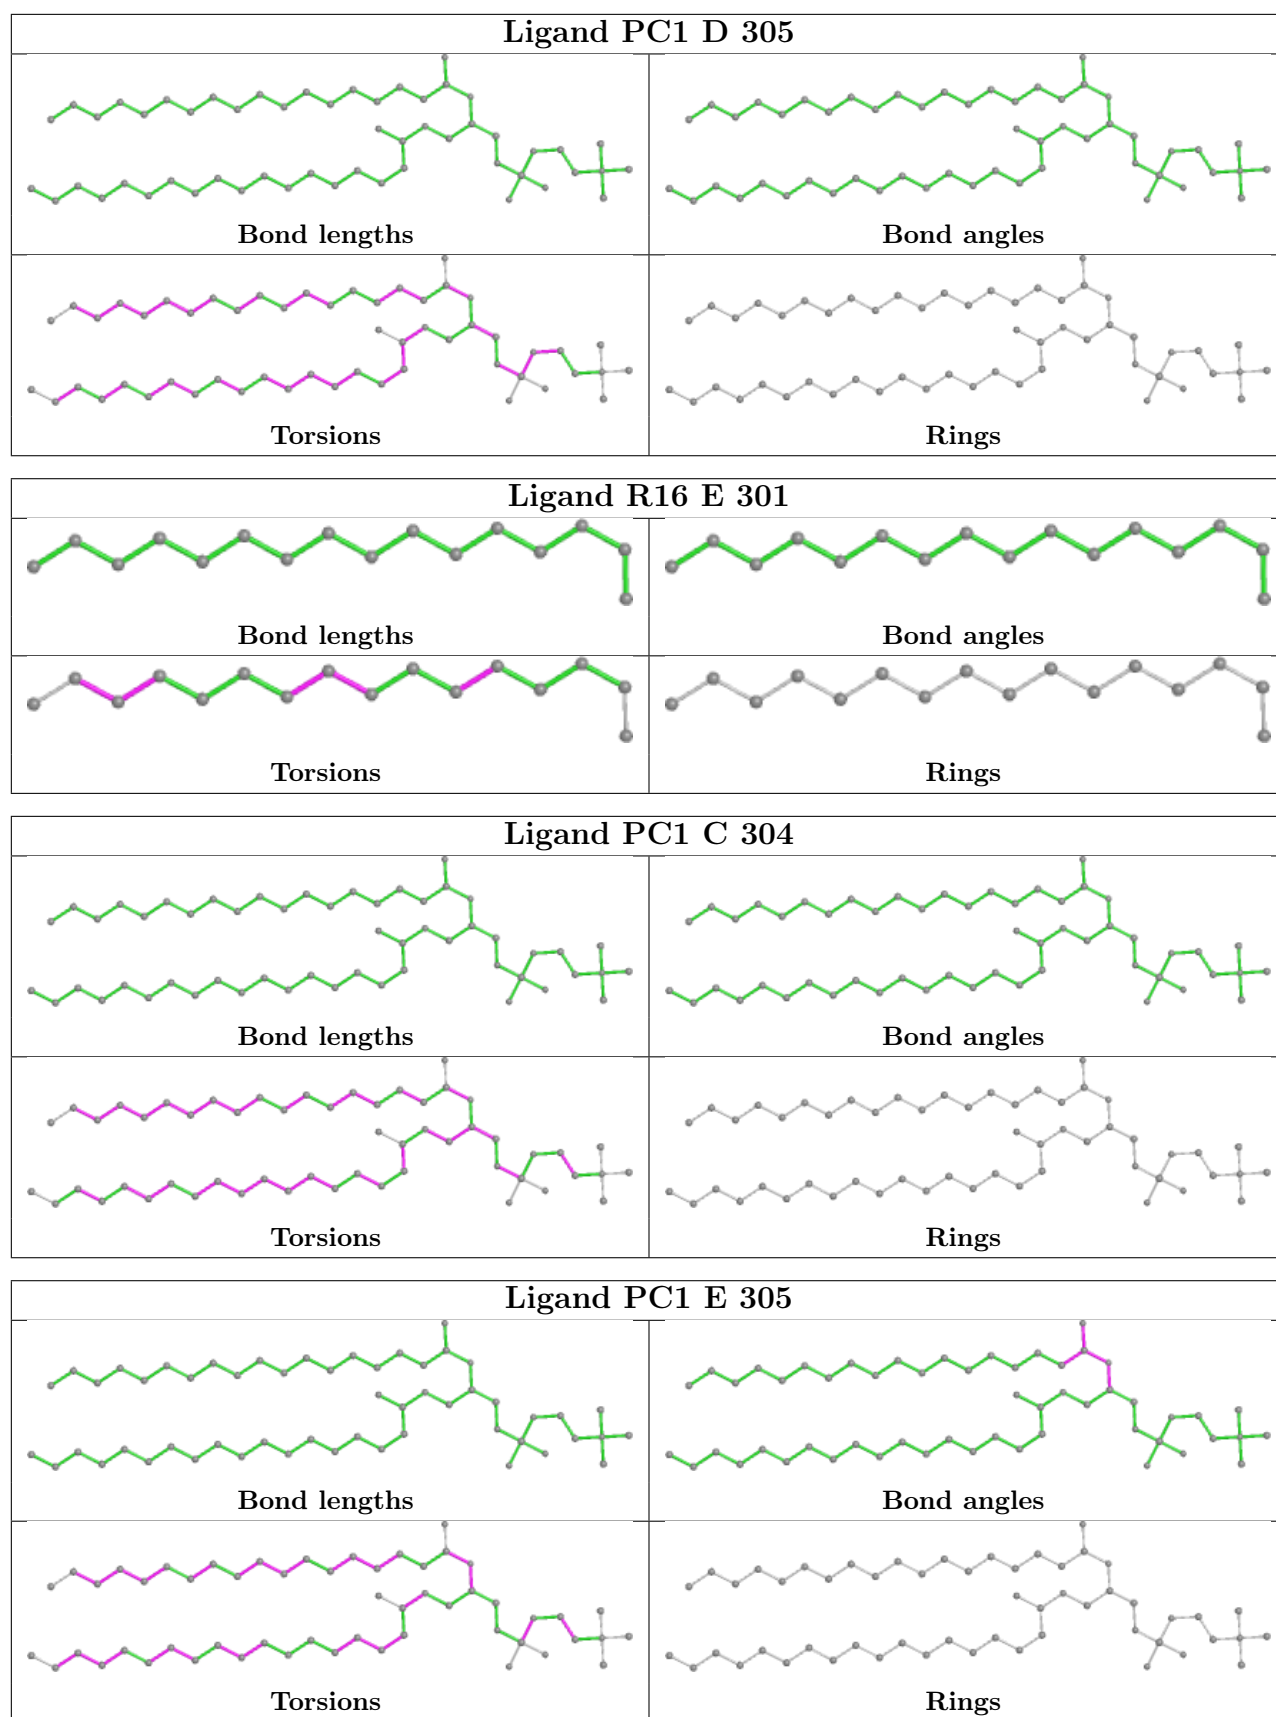 Ligand PC1 D 305
Bond lengths
Bond angles
Torsions
Rings
Ligand R16 E 301
Bond lengths
Bond angles
Torsions
Rings
Ligand PC1 C 304
Bond lengths
Bond angles
Torsions
Rings
Ligand PC1 E 305
Bond lengths
Bond angles
Torsions
Rings